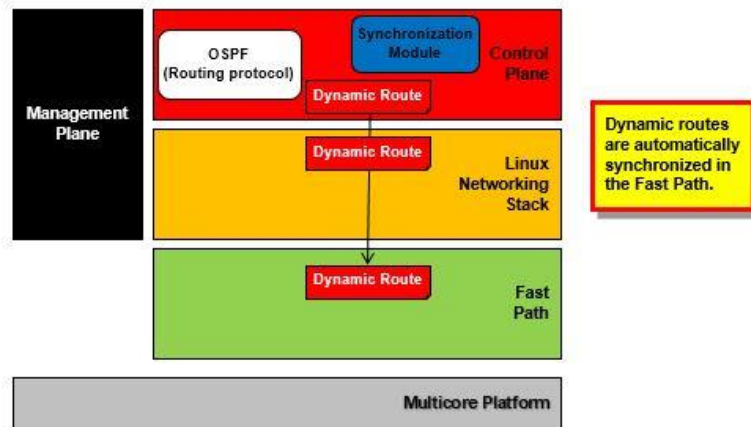 OSPF
(Routing protocol)
Synchronization
Module
Control
Plane
Dynamic Route
Management
Plane
Dynamic Route
Linux
Networking
Stack
Dynamic routes
are automatically
synchronized in
the Fast Path.
Dynamic Route
Fast
Path
Multicore Platform